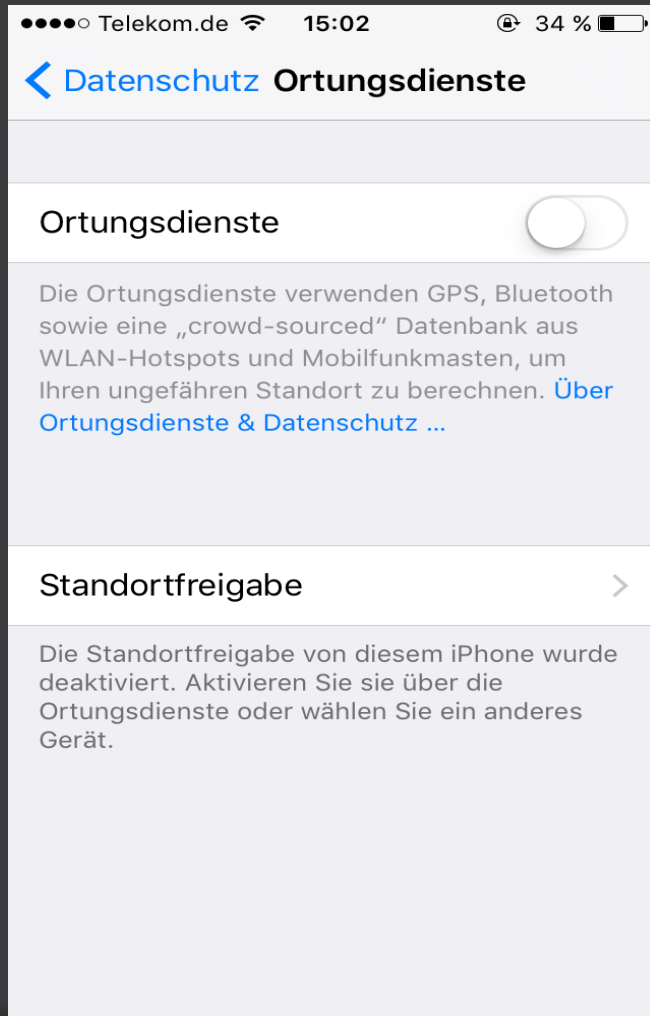 Telekom.de 15:02 34 %
Datenschutz Ortungsdienste
Ortungsdienste
Die Ortungsdienste verwenden GPS, Bluetooth
sowie eine „crowd-sourced“ Datenbank aus
WLAN-Hotspots und Mobilfunkmasten, um
Ihren ungefähren Standort zu berechnen. Über
Ortungsdienste & Datenschutz ...
Standortfreigabe
Die Standortfreigabe von diesem iPhone wurde
deaktiviert. Aktivieren Sie sie über die
Ortungsdienste oder wählen Sie ein anderes
Gerät.